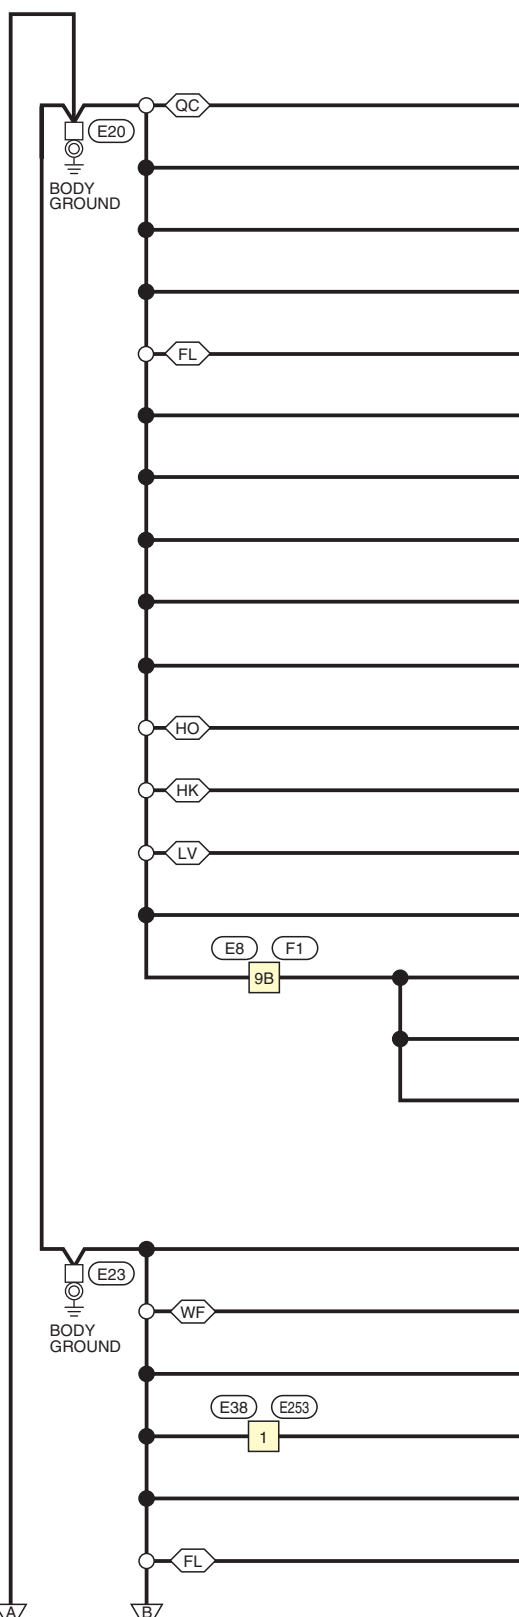 QC
E20
BODY
GROUND
FL
HO
HK
LV
E8 F1
9B
E23
WF
BODY
GROUND
E38 E253
1
FL
A B